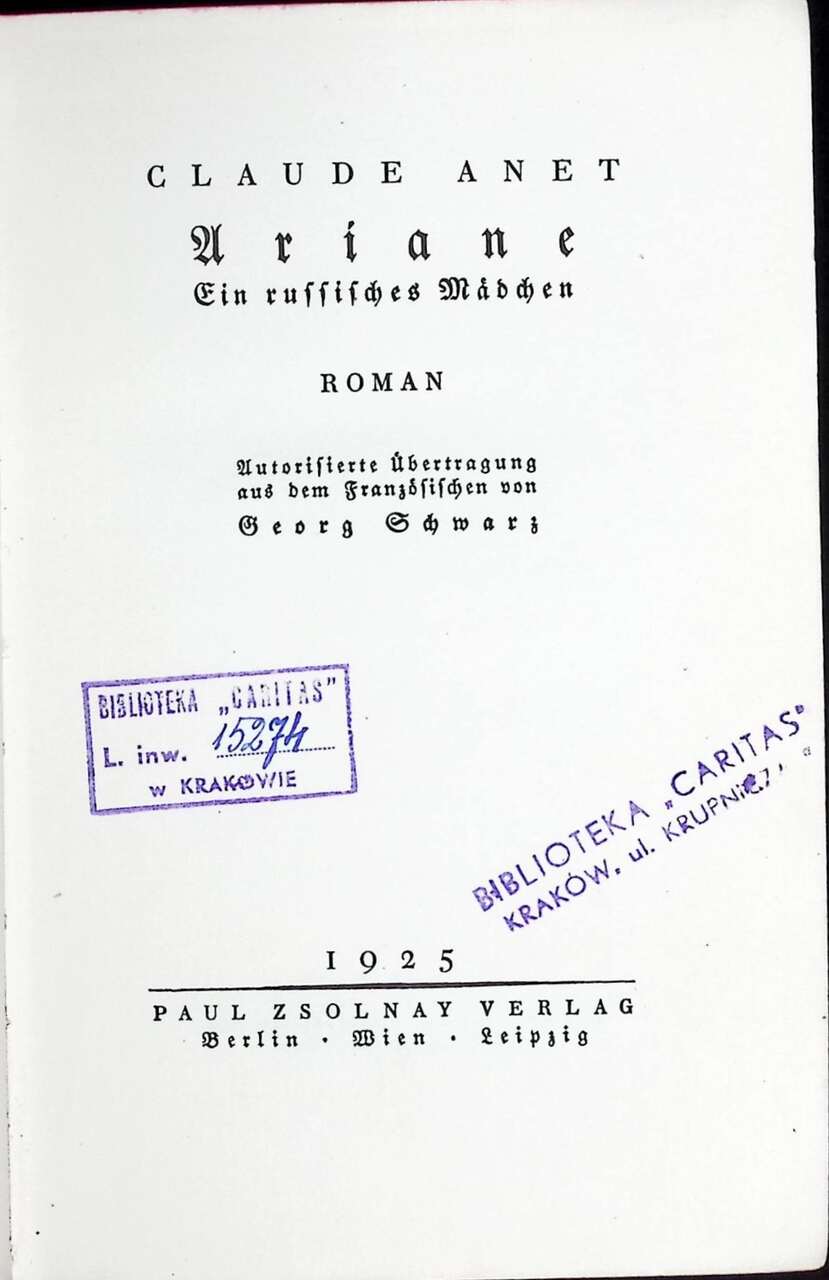 CLAUDE ANET
Ariane
Ein russisches Mädchen
ROMAN
Autorisierte Übertragung
aus dem Französischen von
Georg Schwarz
BIBLIOTEKA „CARITAS”
L. inw. 15274
w KRAKOWIE
BIBLIOTEKA „CARITAS”
KRAKÓW, ul.
1925
PAUL ZSOLNAY VERLAG
Berlin · Wien · Leipzig